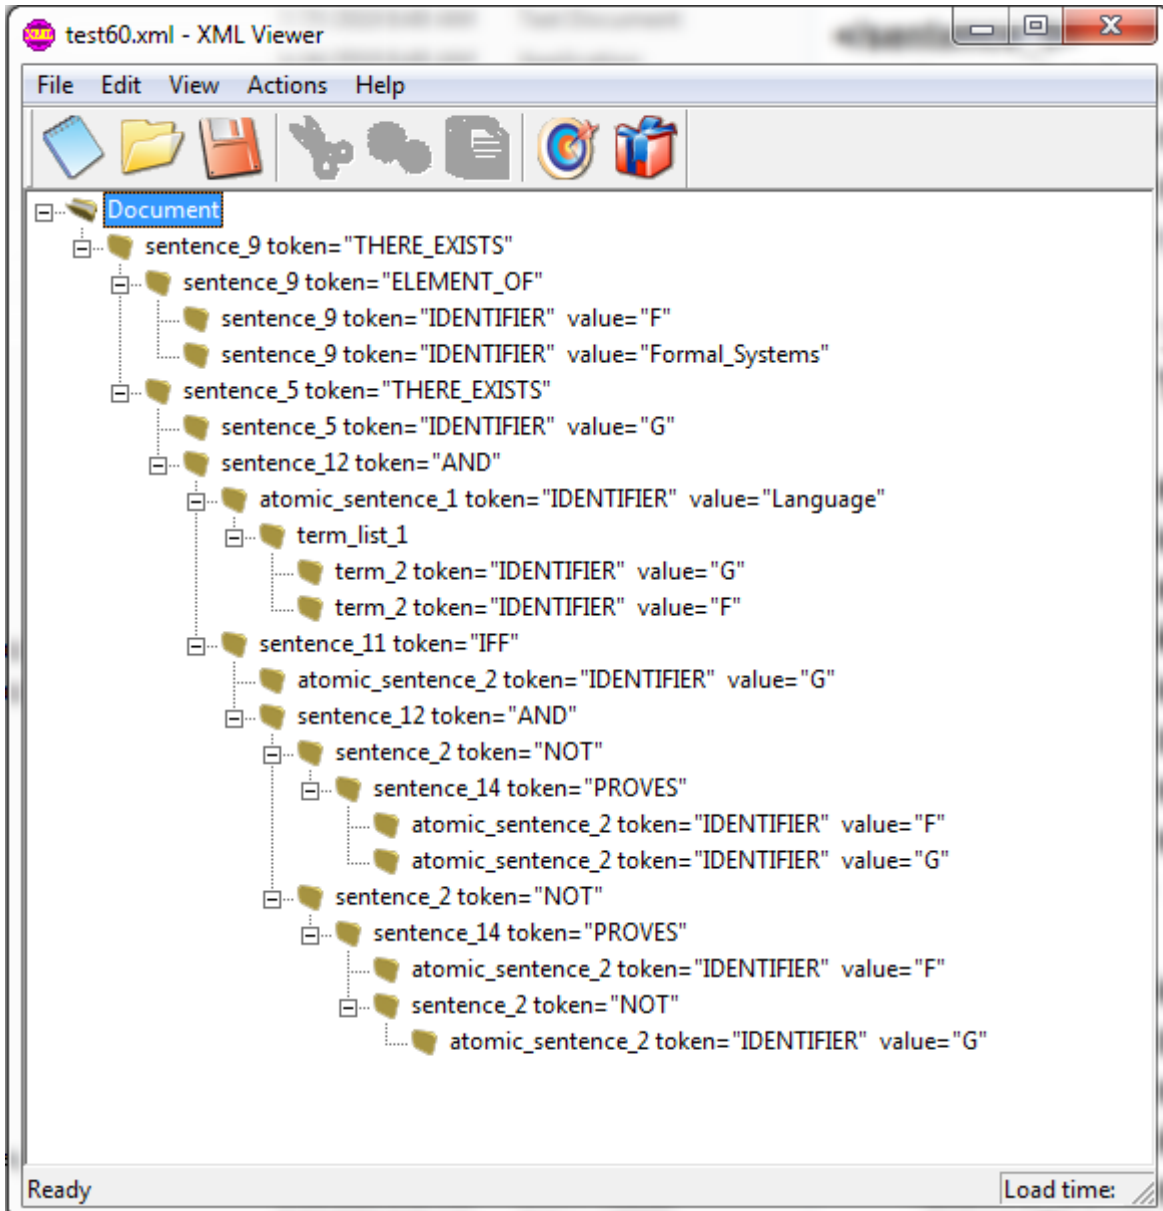 test60.xml - XML Viewer
File Edit View Actions Help
Document
sentence_9 token="THERE_EXISTS"
sentence_9 token="ELEMENT_OF"
sentence_9 token="IDENTIFIER" value="F"
sentence_9 token="IDENTIFIER" value="Formal_Systems"
sentence_5 token="THERE_EXISTS"
sentence_5 token="IDENTIFIER" value="G"
sentence_12 token="AND"
atomic_sentence_1 token="IDENTIFIER" value="Language"
term_list_1
term_2 token="IDENTIFIER" value="G"
term_2 token="IDENTIFIER" value="F"
sentence_11 token="IFF"
atomic_sentence_2 token="IDENTIFIER" value="G"
sentence_12 token="AND"
sentence_2 token="NOT"
sentence_14 token="PROVES"
atomic_sentence_2 token="IDENTIFIER" value="F"
atomic_sentence_2 token="IDENTIFIER" value="G"
sentence_2 token="NOT"
sentence_14 token="PROVES"
atomic_sentence_2 token="IDENTIFIER" value="F"
sentence_2 token="NOT"
atomic_sentence_2 token="IDENTIFIER" value="G"
Ready Load time: